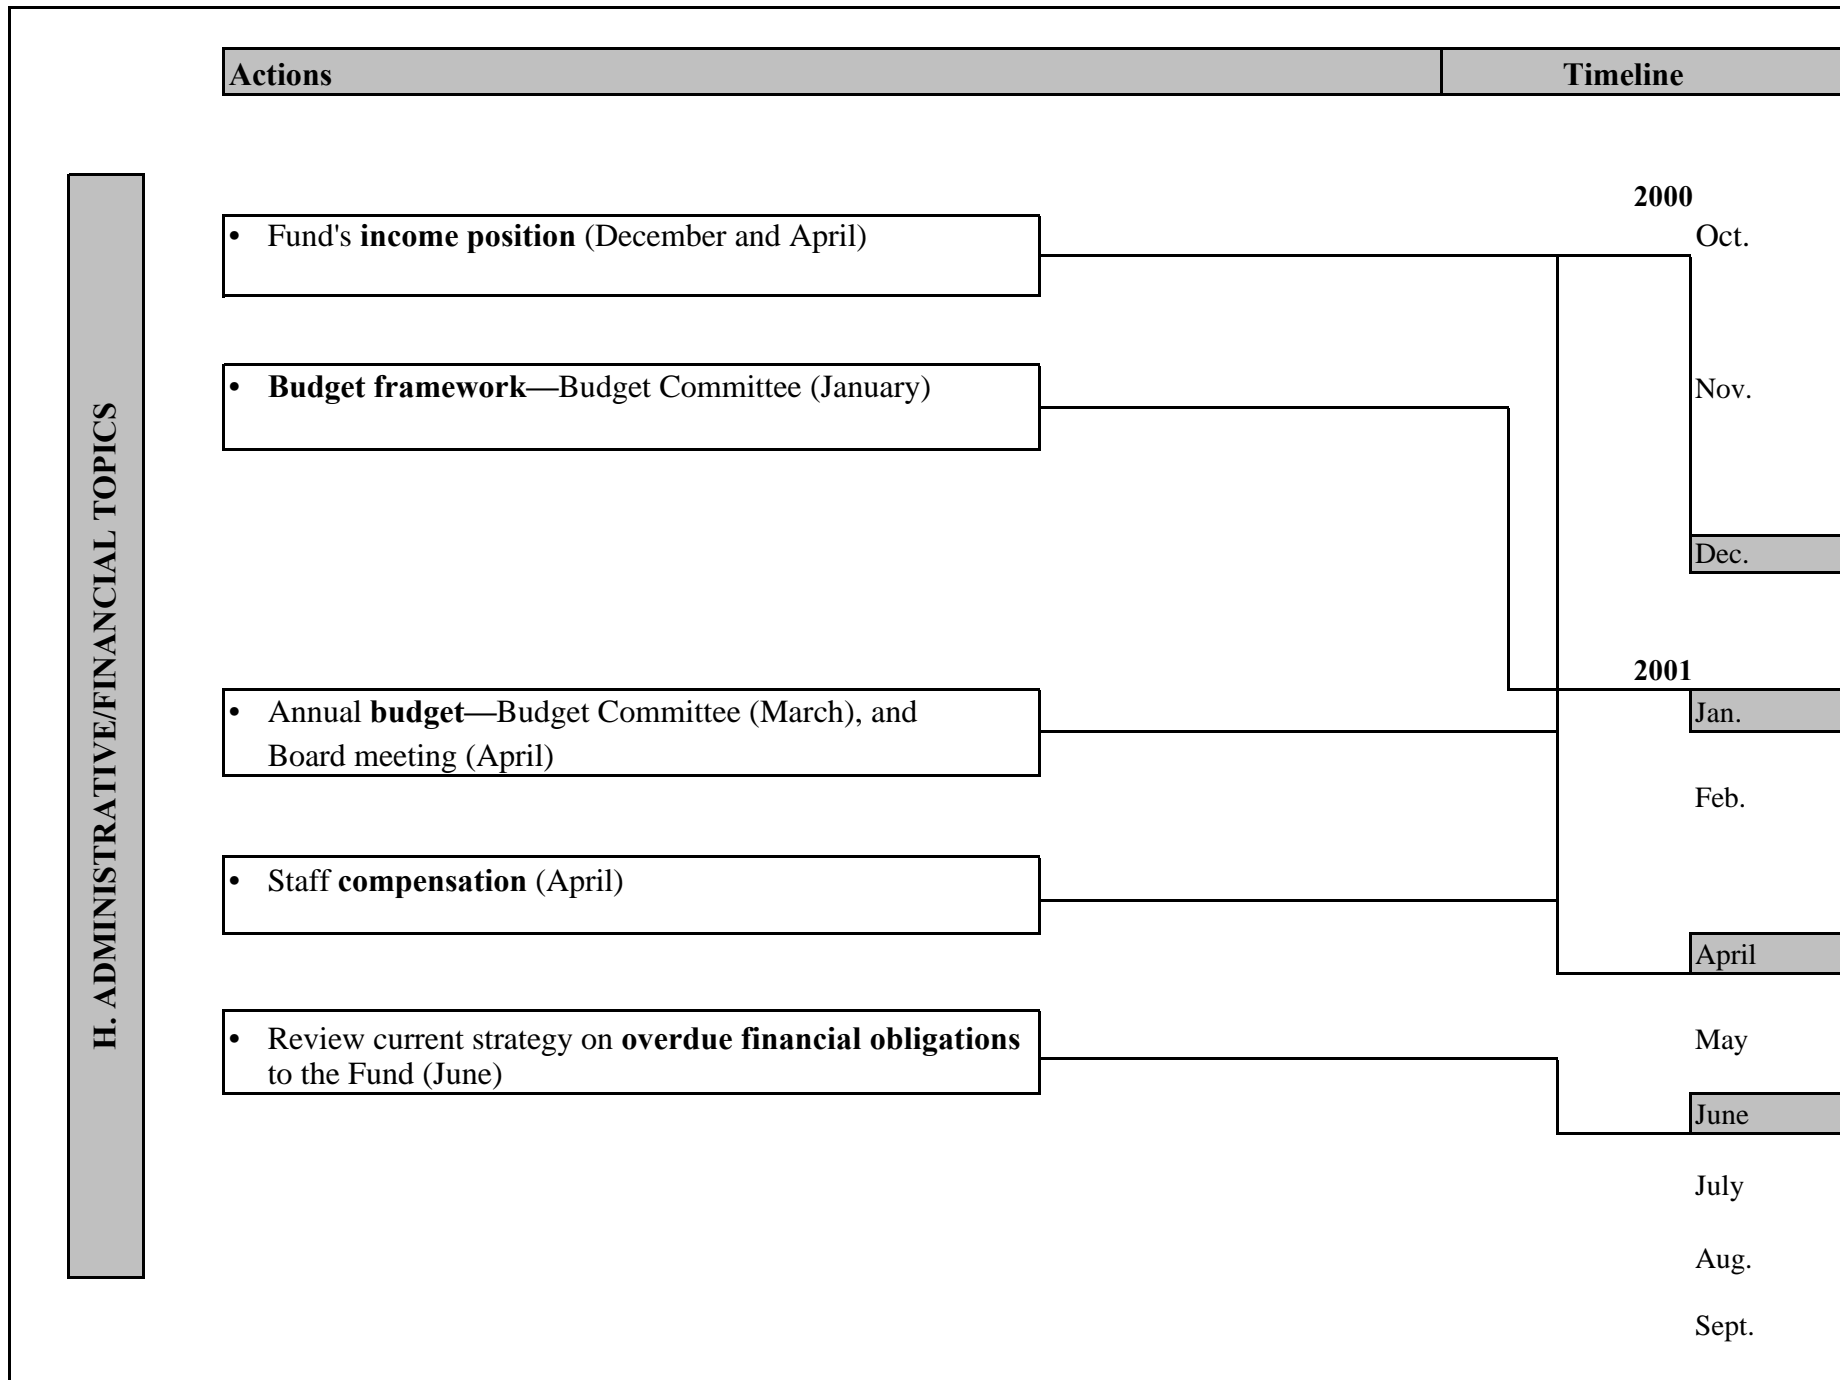 Actions
Timeline
H. ADMINISTRATIVE/FINANCIAL TOPICS
2000
• Fund's income position (December and April)
Oct.
• Budget framework—Budget Committee (January)
Nov.
Dec.
2001
• Annual budget—Budget Committee (March), and
Board meeting (April)
Jan.
Feb.
• Staff compensation (April)
April
• Review current strategy on overdue financial obligations
to the Fund (June)
May
June
July
Aug.
Sept.